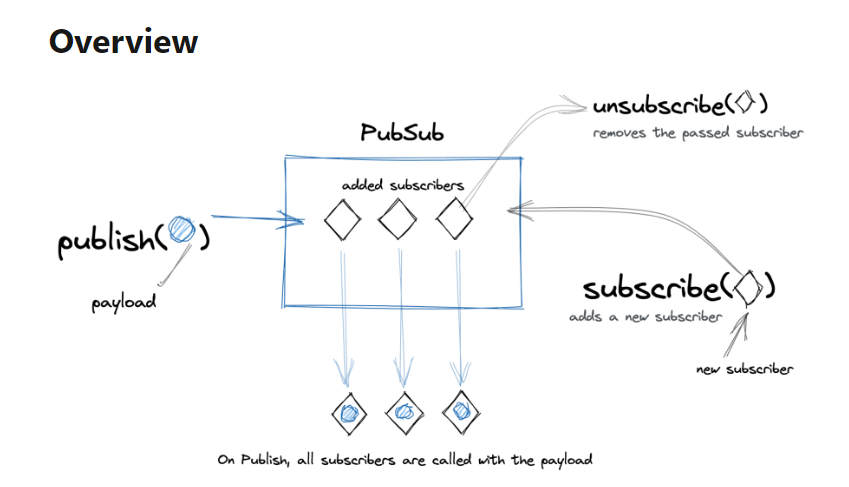 Overview
unsubscribe( )
removes the passed subscriber
PubSub
added subscribers
publish( )
payload
subscribe( )
adds a new subscriber
new subscriber
On Publish, all subscribers are called with the payload